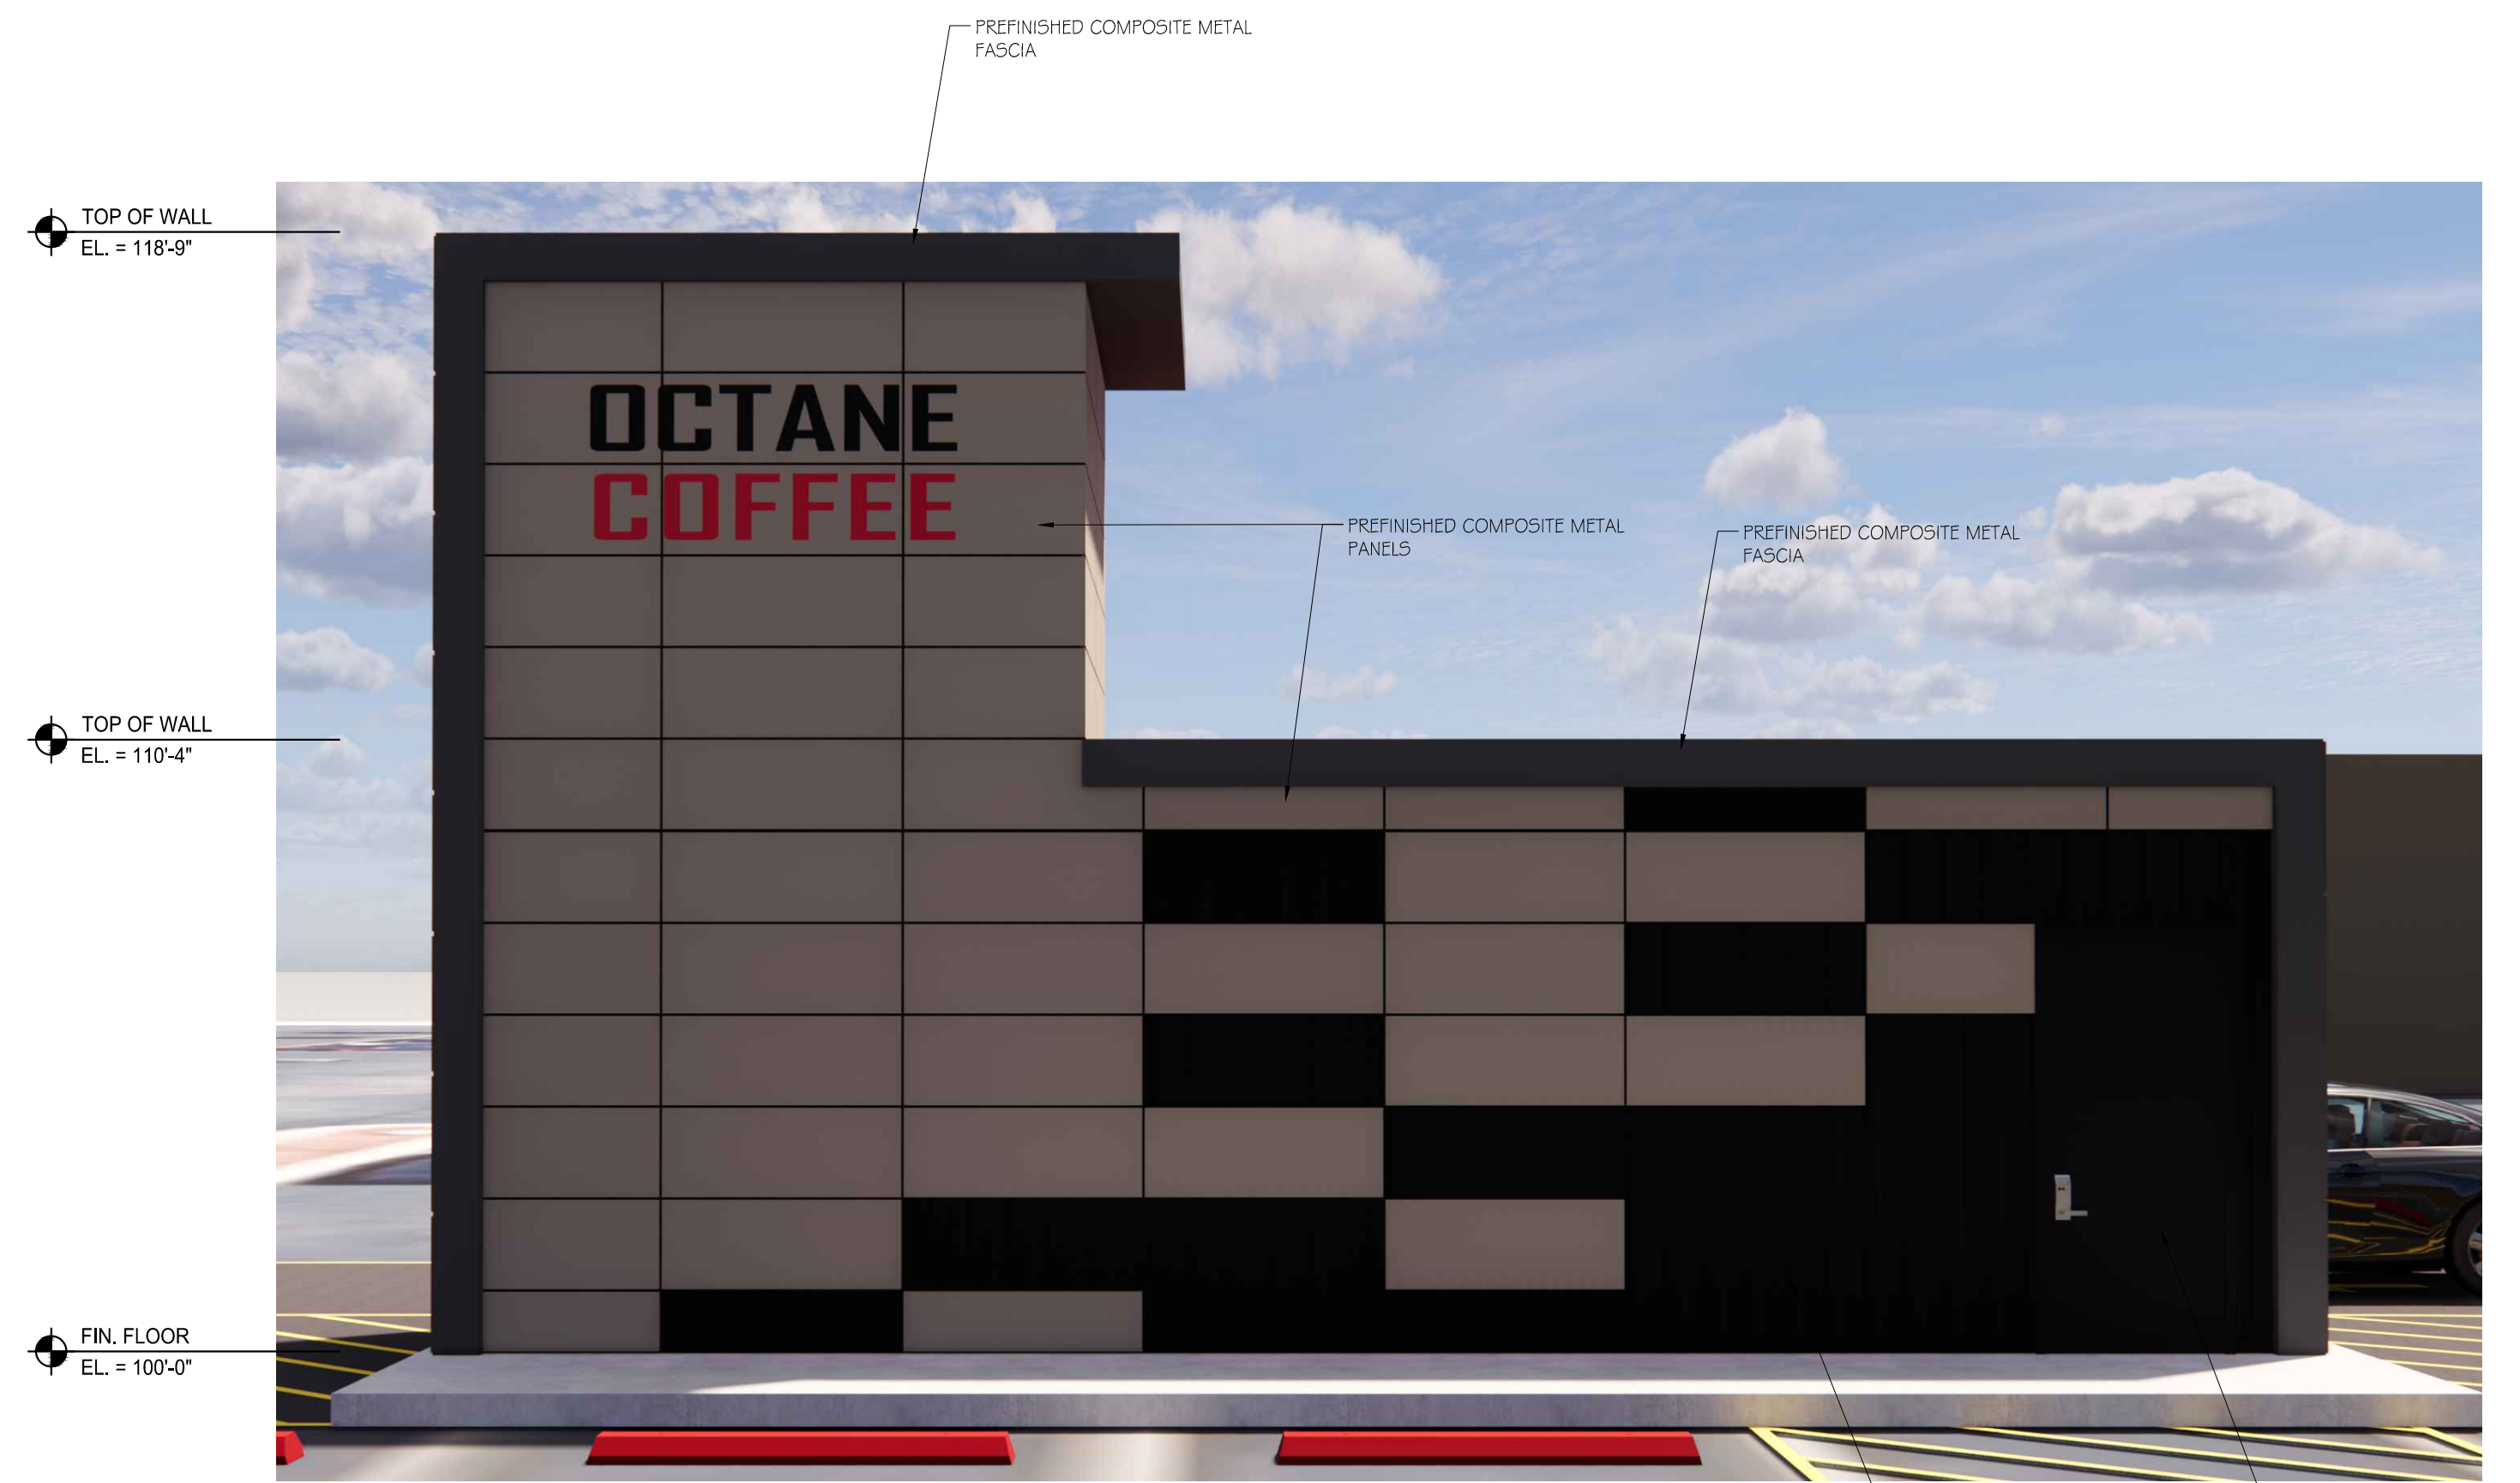 PREFINISHED COMPOSITE METAL
FASCIA
TOP OF WALL
EL. = 118'-9"
OCTANE
COFFEE
PREFINISHED COMPOSITE METAL
PANELS
PREFINISHED COMPOSITE METAL
FASCIA
TOP OF WALL
EL. = 110'-4"
FIN. FLOOR
EL. = 100'-0"